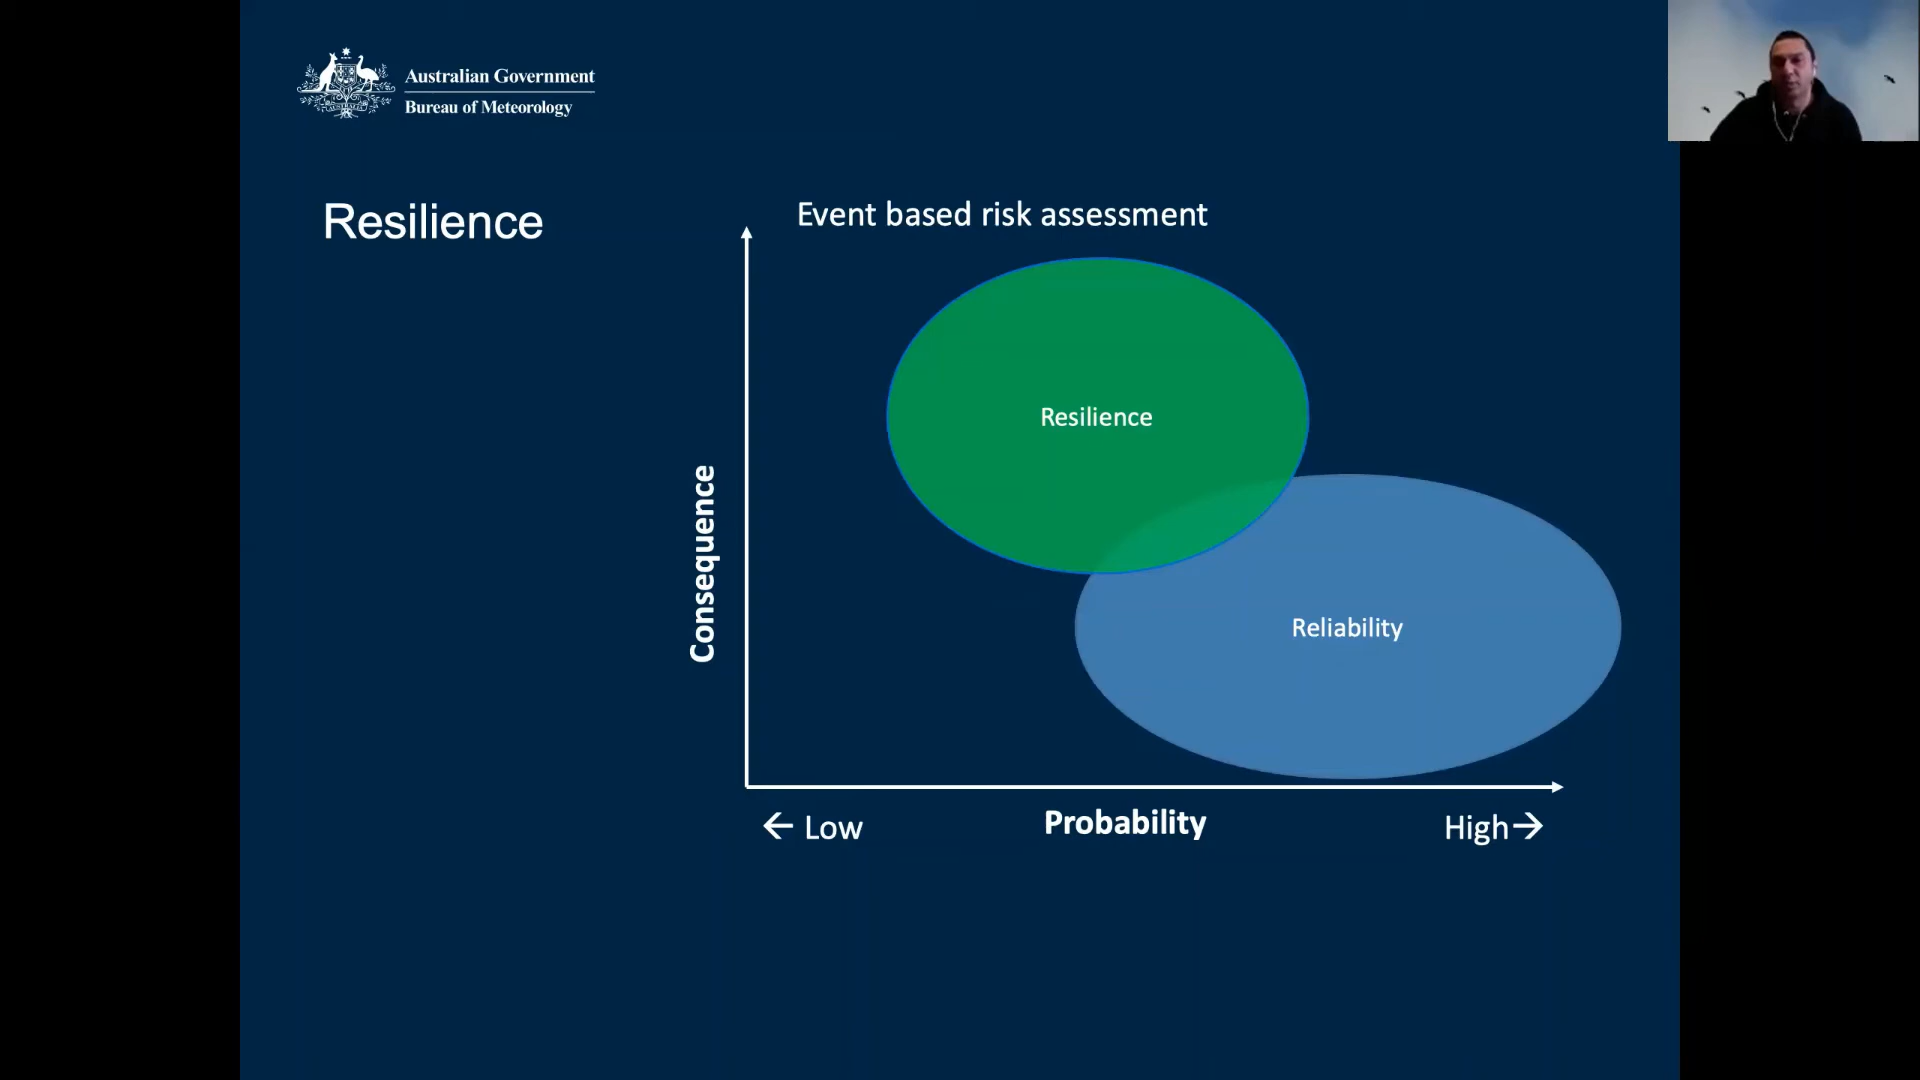 Australian Government
Bureau of Meteorology
Resilience
Event based risk assessment
Resilience
Consequence
Reliability
← Low
Probability
High→